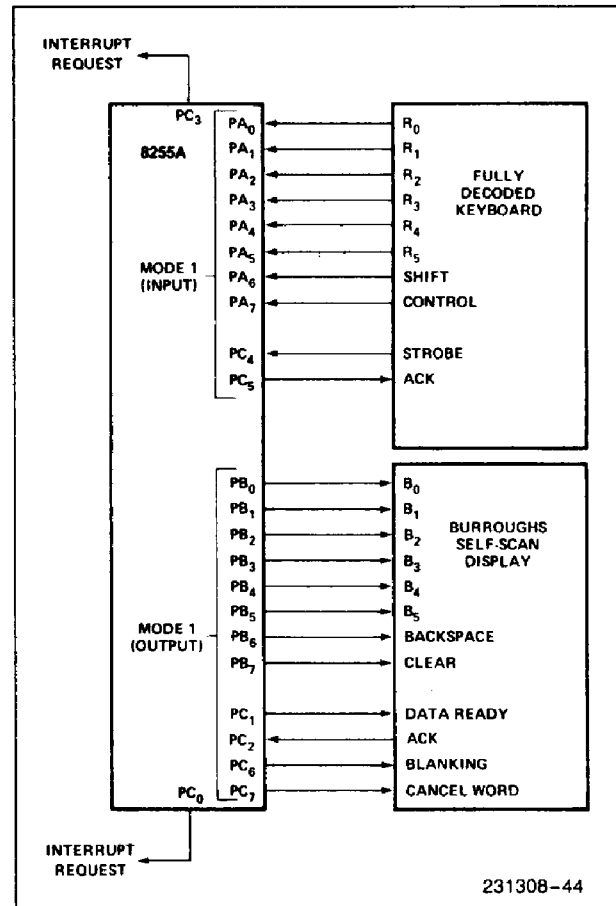 INTERRUPT
REQUEST
PC3
8255A
MODE 1
(INPUT)
PA0
PA1
PA2
PA3
PA4
PA5
PA6
PA7
PC4
PC5
R0
R1
R2
R3
R4
R5
SHIFT
CONTROL
STROBE
ACK
FULLY
DECODED
KEYBOARD
MODE 1
(OUTPUT)
PB0
PB1
PB2
PB3
PB4
PB5
PB6
PB7
PC1
PC2
PC6
PC7
B0
B1
B2
B3
B4
B5
BACKSPACE
CLEAR
DATA READY
ACK
BLANKING
CANCEL WORD
BURROUGHS
SELF-SCAN
DISPLAY
PC0
INTERRUPT
REQUEST
231308-44